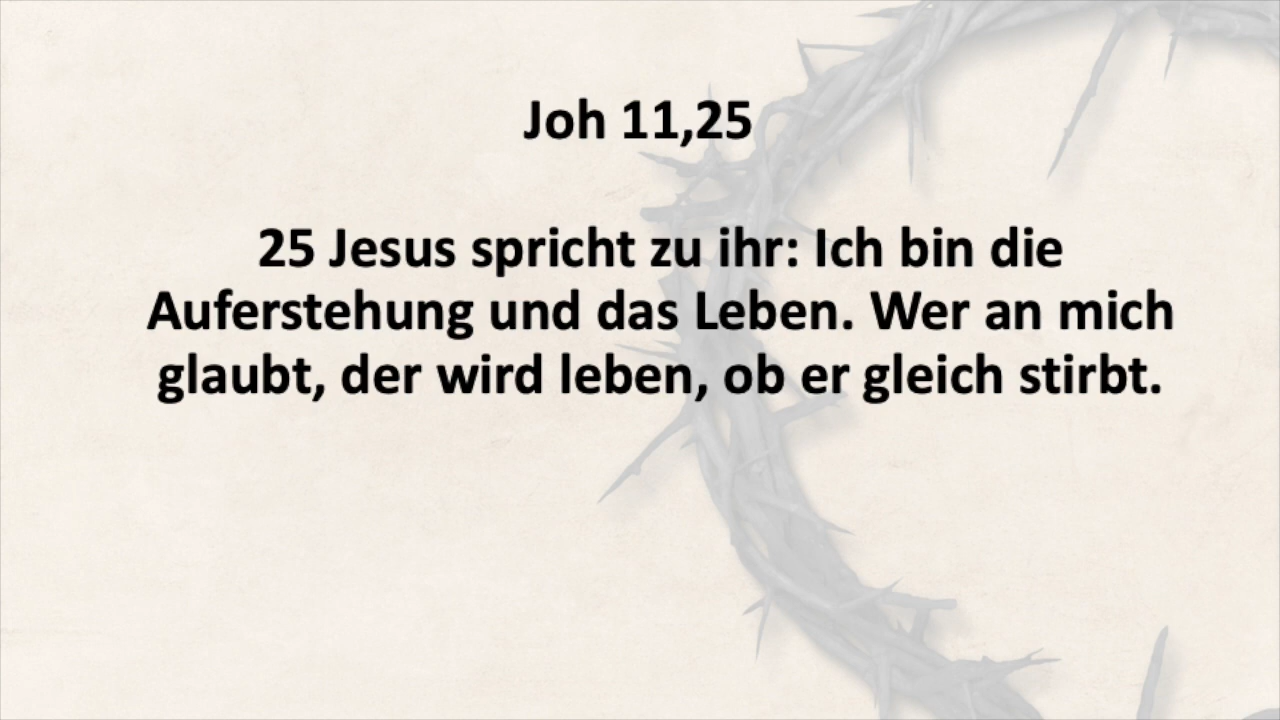 Joh 11,25
25 Jesus spricht zu ihr: Ich bin die
Auferstehung und das Leben. Wer an mich
glaubt, der wird leben, ob er gleich stirbt.